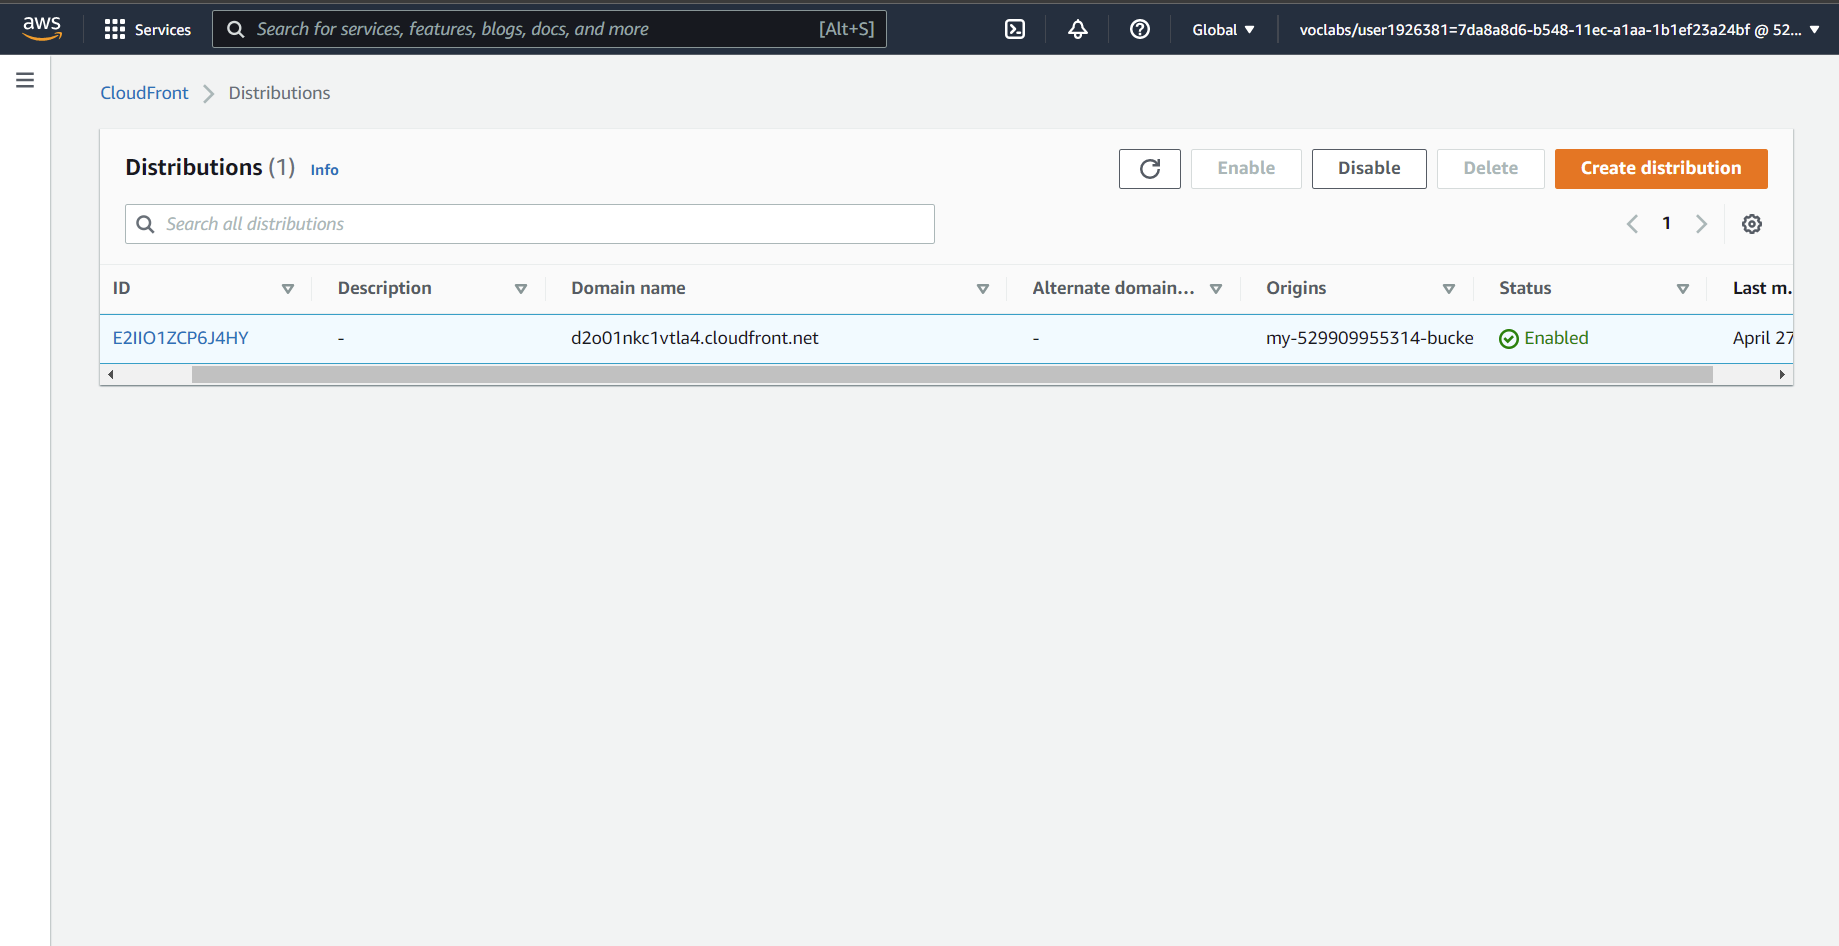 aws Services Search for services, features, blogs, docs, and more [Alt+S] Global voclabs/user1926381=7da8a8d6-b548-11ec-a1aa-1b1ef23a24bf @ 52...
CloudFront Distributions
Distributions (1) Info Enable Disable Delete Create distribution
Search all distributions 1
ID Description Domain name Alternate domain... Origins Status Last m.
E2IIO1ZCP6J4HY - d2o01nkc1vtla4.cloudfront.net - my-529909955314-bucke Enabled April 27